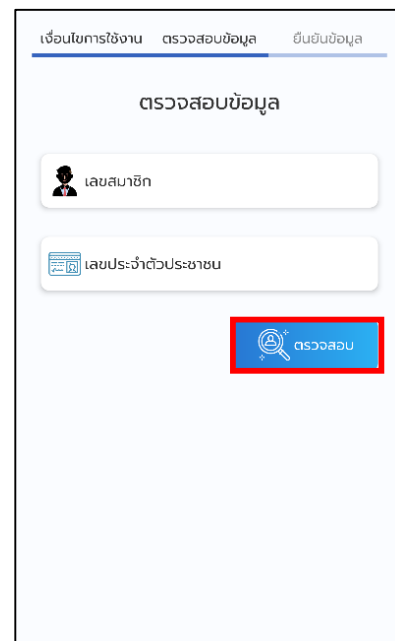 เงื่อนไขการใช้งาน ตรวจสอบข้อมูล ยืนยันข้อมูล
ตรวจสอบข้อมูล
เลขสมาชิก
เลขประจำตัวประชาชน
ตรวจสอบ